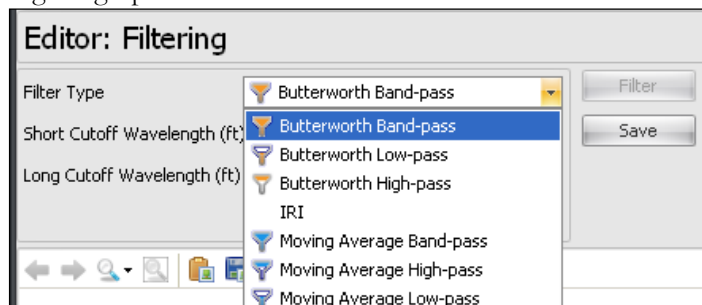 Editor: Filtering
Filter Type
Butterworth Band-pass
Filter
Short Cutoff Wavelength (ft)
Butterworth Band-pass
Save
Butterworth Low-pass
Long Cutoff Wavelength (ft)
Butterworth High-pass
IRI
Moving Average Band-pass
Moving Average High-pass
Moving Average Low-pass